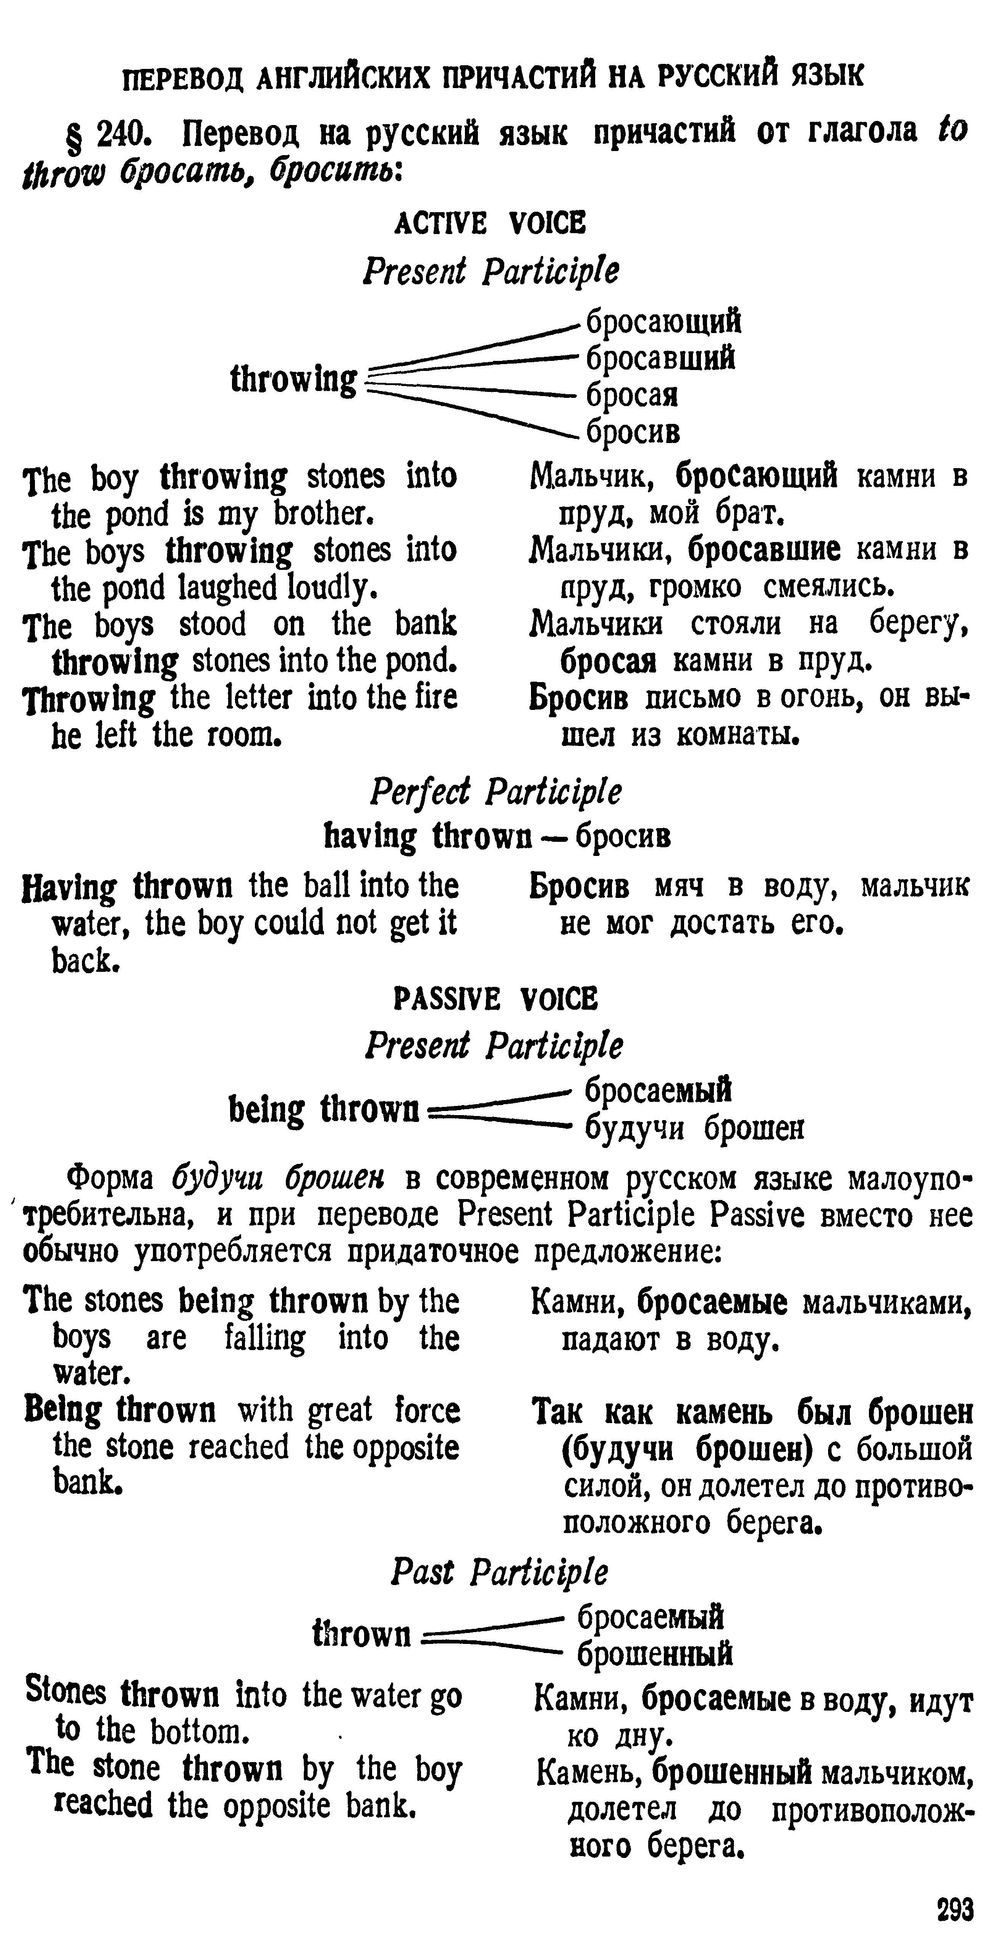 ПЕРЕВОД АНГЛИЙСКИХ ПРИЧАСТИЙ НА РУССКИЙ ЯЗЫК
§ 240. Перевод на русский язык причастий от глагола to
throw бросать, бросить:
ACTIVE VOICE
Present Participle
throwing
бросающий
бросавший
бросая
бросив
The boy throwing stones into
the pond is my brother.
The boys throwing stones into
the pond laughed loudly.
The boys stood on the bank
throwing stones into the pond.
Throwing the letter into the fire
he left the room.
Мальчик, бросающий камни в
пруд, мой брат.
Мальчики, бросавшие камни в
пруд, громко смеялись.
Мальчики стояли на берегу,
бросая камни в пруд.
Бросив письмо в огонь, он вы-
шел из комнаты.
Perfect Participle
having thrown — бросив
Having thrown the ball into the
water, the boy could not get it
back.
Бросив мяч в воду, мальчик
не мог достать его.
PASSIVE VOICE
Present Participle
being thrown
бросаемый
будучи брошен
Форма будучи брошен в современном русском языке малоупо-
требительна, и при переводе Present Participle Passive вместо нее
обычно употребляется придаточное предложение:
The stones being thrown by the
boys are falling into the
water.
Being thrown with great force
the stone reached the opposite
bank.
Камни, бросаемые мальчиками,
падают в воду.
Так как камень был брошен
(будучи брошен) с большой
силой, он долетел до противо-
положного берега.
Past Participle
thrown
бросаемый
брошенный
Stones thrown into the water go
to the bottom.
The stone thrown by the boy
reached the opposite bank.
Камни, бросаемые в воду, идут
ко дну.
Камень, брошенный мальчиком,
долетел до противополож-
ного берега.
293